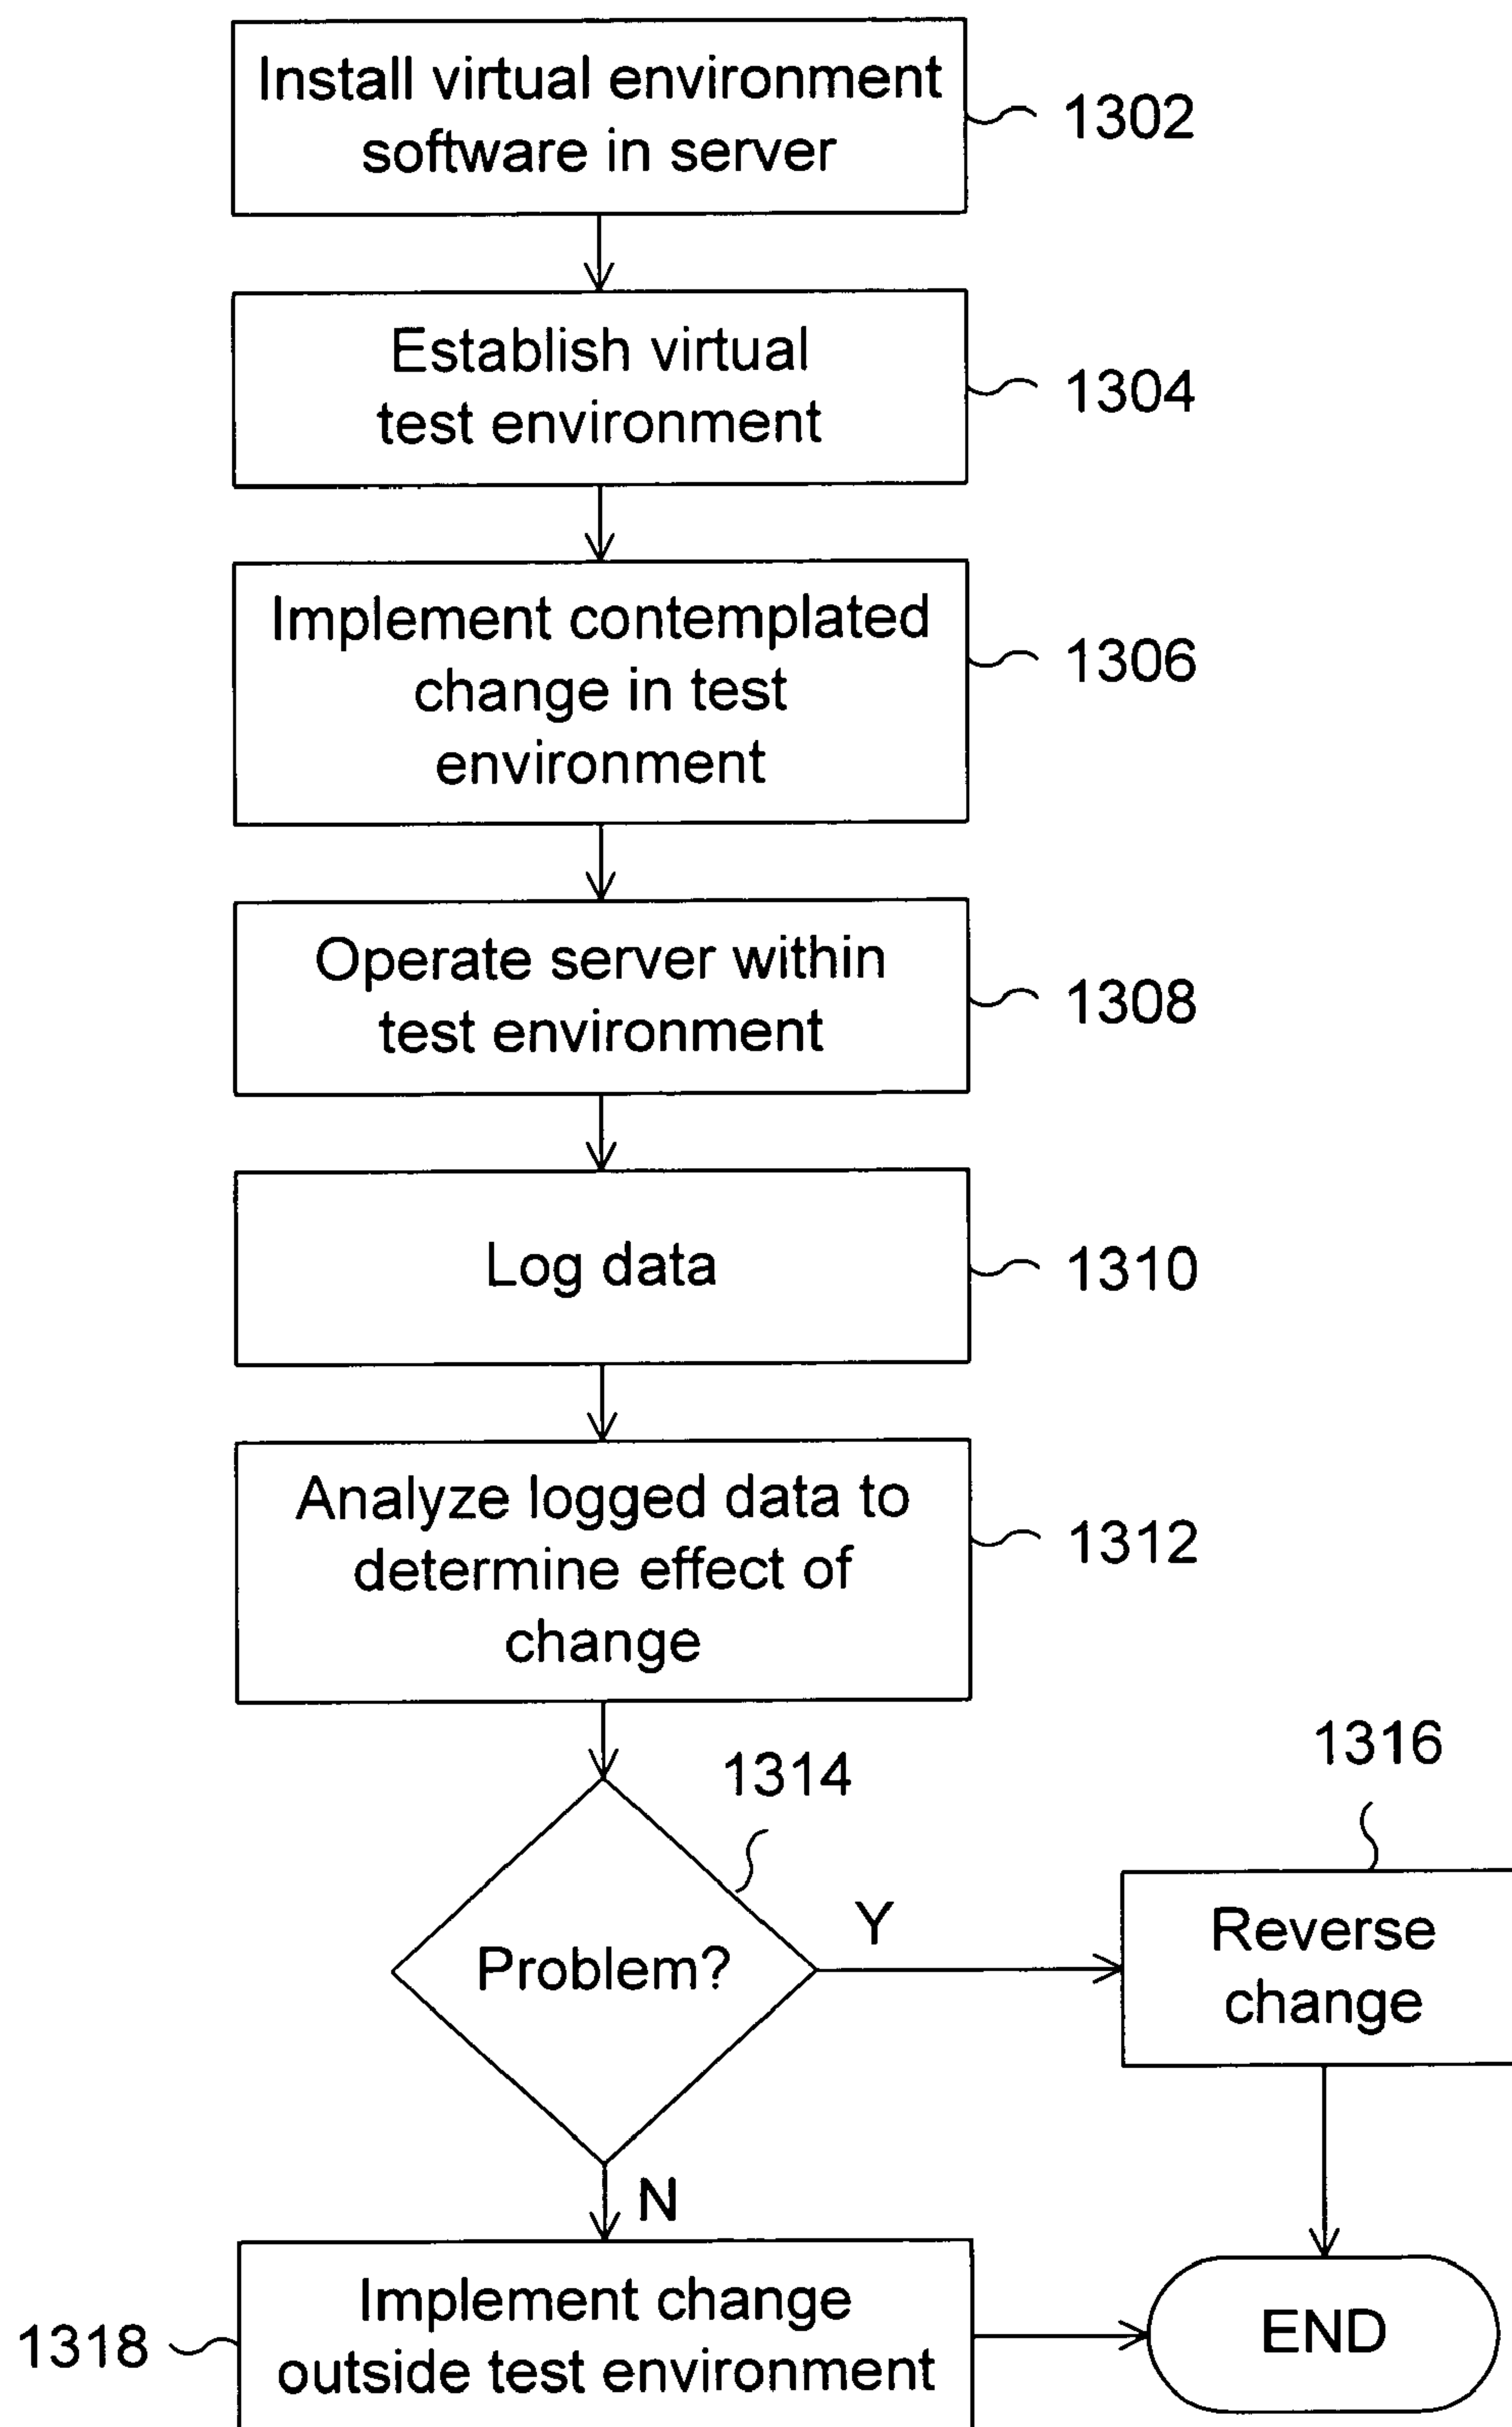 Install virtual environment
software in server
1302
Establish virtual
test environment
1304
Implement contemplated
change in test
environment
1306
Operate server within
test environment
1308
Log data
1310
Analyze logged data to
determine effect of
change
1312
1314
Problem?
Y
1316
Reverse
change
N
1318
Implement change
outside test environment
END